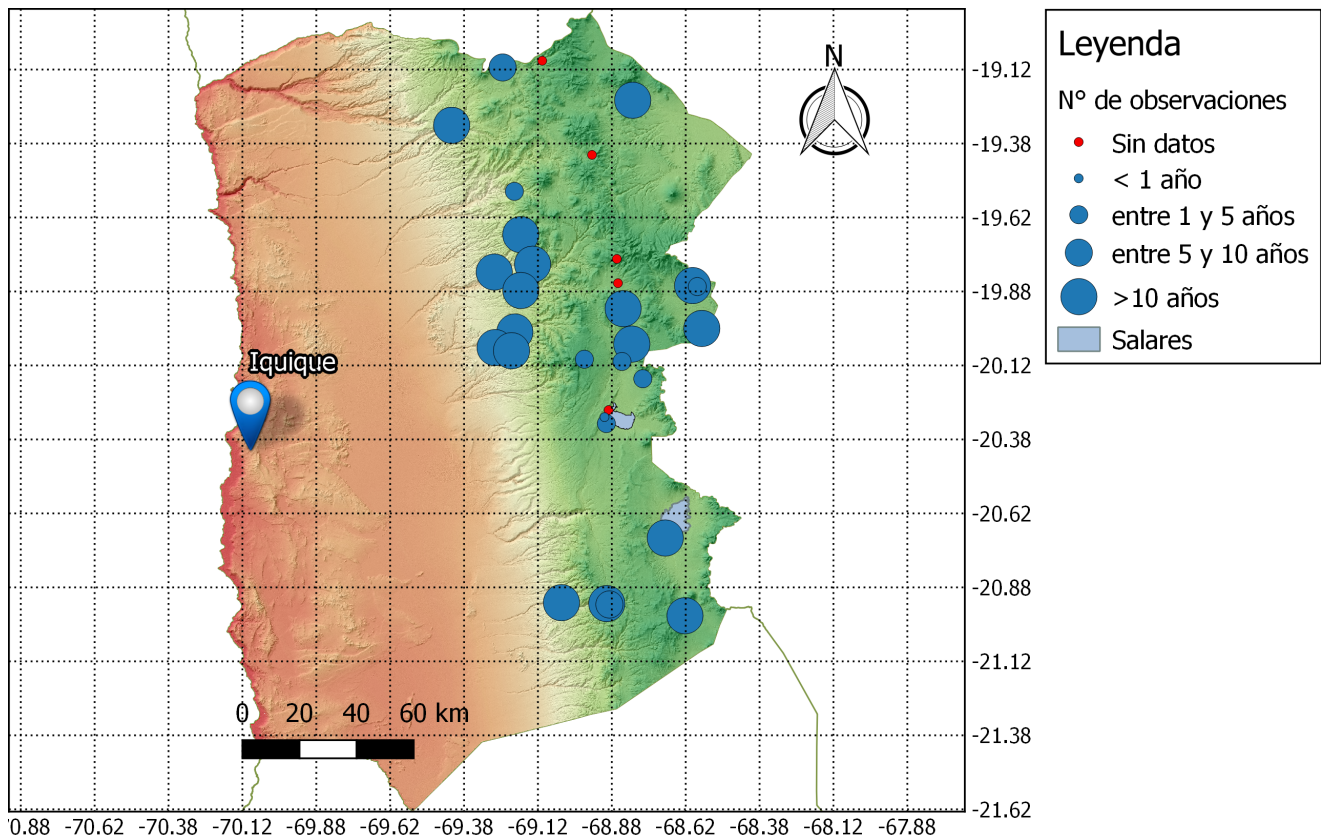 Leyenda
N° de observaciones
Sin datos
< 1 año
entre 1 y 5 años
entre 5 y 10 años
>10 años
Salares
N
Iquique
0 20 40 60 km
-19.12
-19.38
-19.62
-19.88
-20.12
-20.38
-20.62
-20.88
-21.12
-21.38
-21.62
0.88 -70.62 -70.38 -70.12 -69.88 -69.62 -69.38 -69.12 -68.88 -68.62 -68.38 -68.12 -67.88